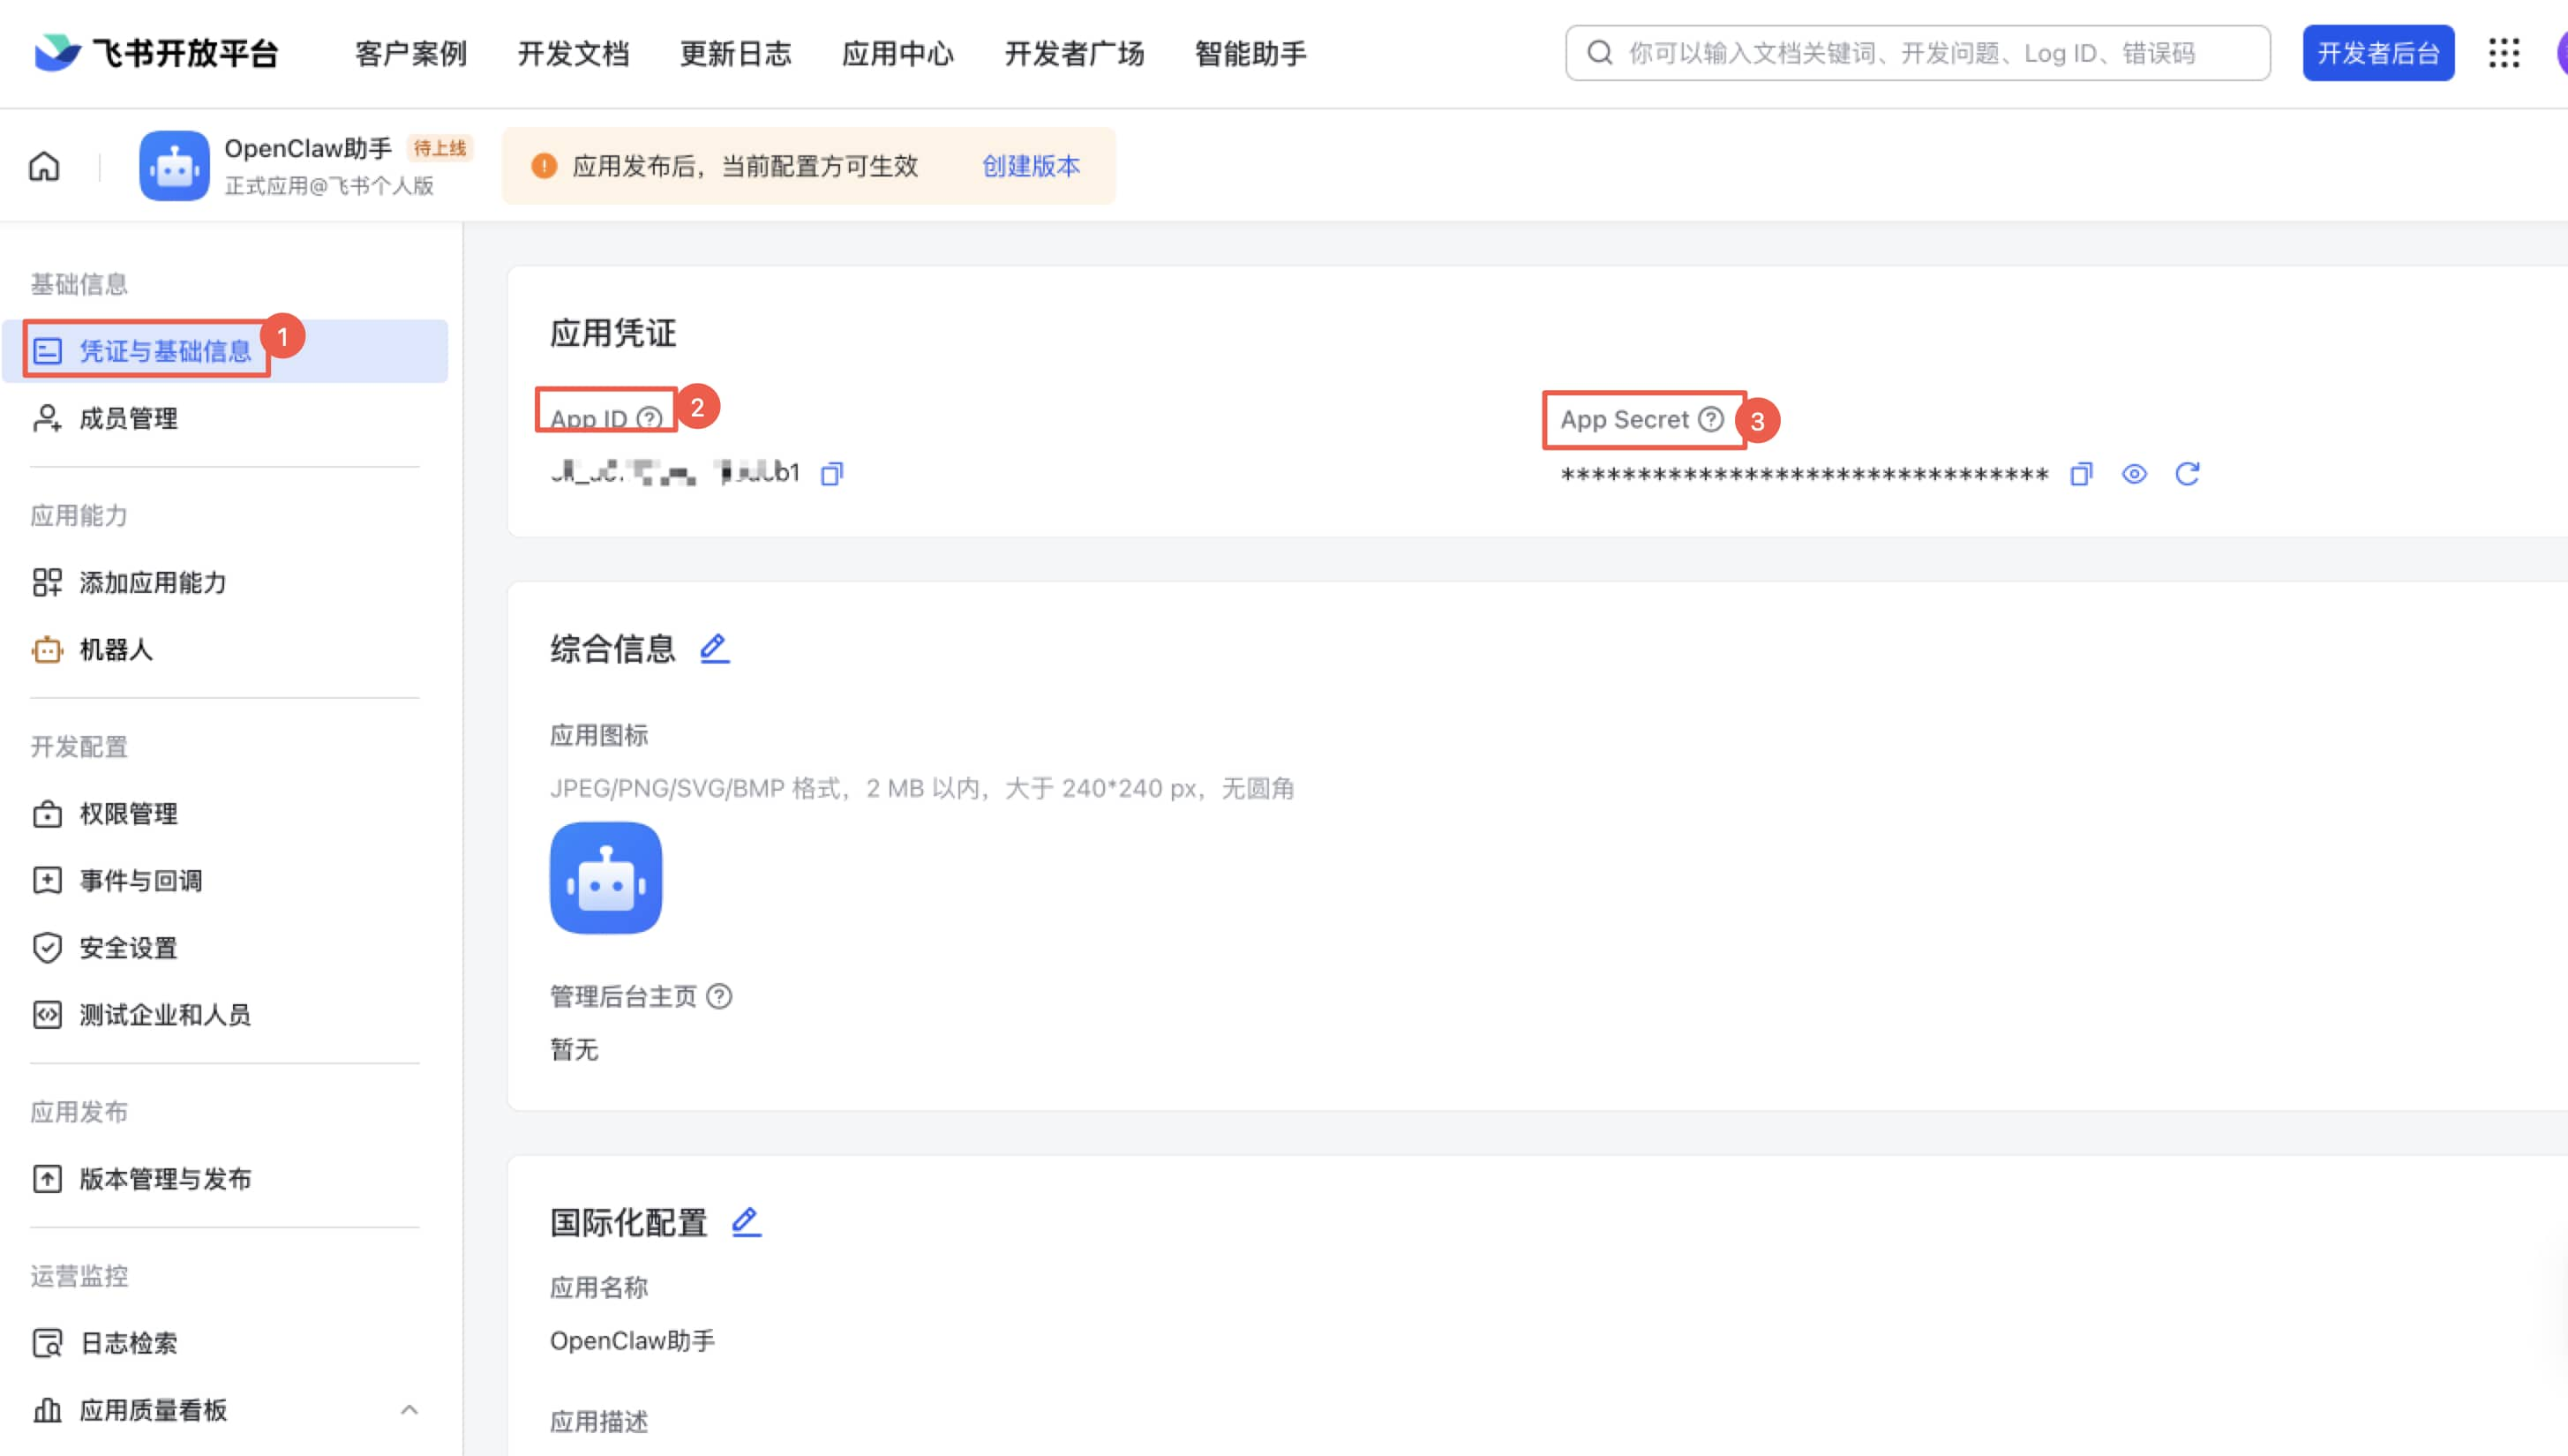 飞书开放平台 客户案例 开发文档 更新日志 应用中心 开发者广场 智能助手 你可以输入文档关键词、开发问题、Log ID、错误码 开发者后台
OpenClaw助手 待上线
正式应用@飞书个人版
应用发布后，当前配置方可生效 创建版本
基础信息
凭证与基础信息 1
成员管理
应用能力
添加应用能力
机器人
开发配置
权限管理
事件与回调
安全设置
测试企业和人员
应用发布
版本管理与发布
运营监控
日志检索
应用质量看板
应用凭证
App ID 2
App Secret 3
********************************
综合信息
应用图标
JPEG/PNG/SVG/BMP 格式，2 MB 以内，大于 240*240 px，无圆角
管理后台主页
暂无
国际化配置
应用名称
OpenClaw助手
应用描述